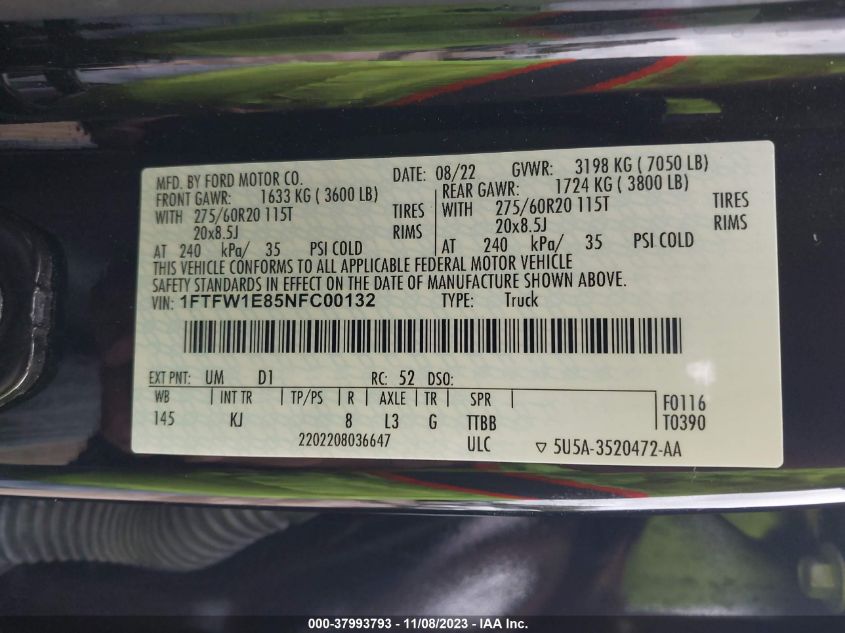 MFD. BY FORD MOTOR CO. DATE: 08/22 GVWR: 3198 KG ( 7050 LB)
FRONT GAWR: 1633 KG ( 3600 LB) REAR GAWR: 1724 KG ( 3800 LB)
WITH 275/60R20 115T TIRES WITH 275/60R20 115T TIRES
20x8.5J RIMS 20x8.5J RIMS
AT 240 kPa/ 35 PSI COLD AT 240 kPa/ 35 PSI COLD
THIS VEHICLE CONFORMS TO ALL APPLICABLE FEDERAL MOTOR VEHICLE
SAFETY STANDARDS IN EFFECT ON THE DATE OF MANUFACTURE SHOWN ABOVE.
VIN: 1FTFW1E85NFC00132 TYPE: Truck
EXT PNT: UM D1 RC: 52 DSO:
WB INT TR TP/PS R AXLE TR SPR F0116
145 KJ 8 L3 G TTBB T0390
2202208036647 ULC ▽ 5U5A-3520472-AA
000-37993793 - 11/08/2023 - IAA Inc.